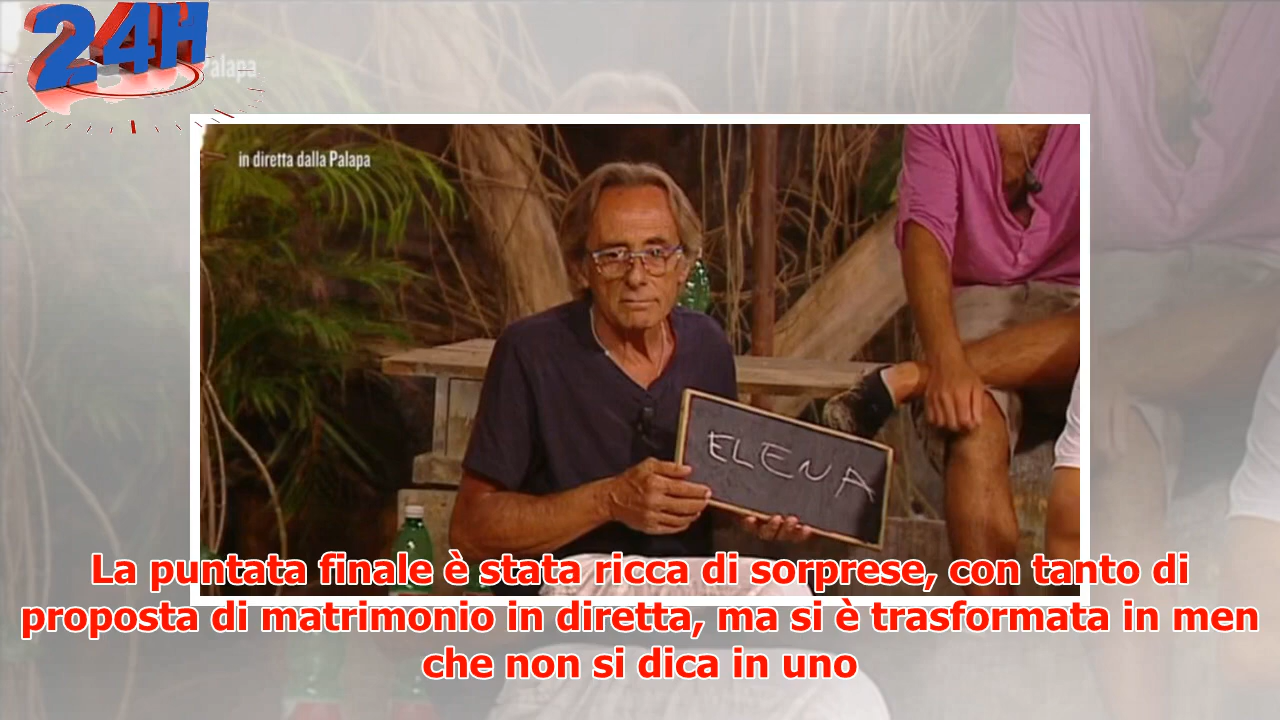 24H
Palapa
in diretta dalla Palapa
ELENA
La puntata finale è stata ricca di sorprese, con tanto di
proposta di matrimonio in diretta, ma si è trasformata in men
che non si dica in uno